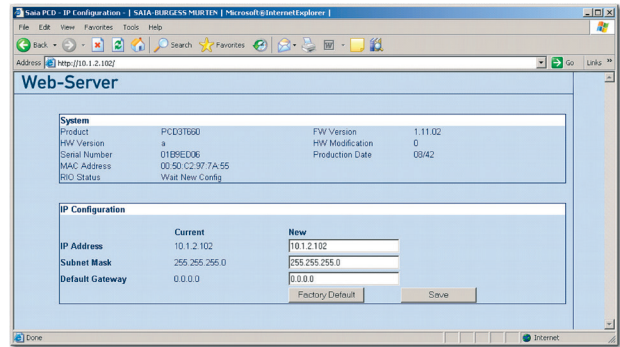 Saia PCD - IP Configuration - | SAIA-BURGESS MURTEN | Microsoft®InternetExplorer |
File Edit View Favorites Tools Help
Back Search Favorites
Address http://10.1.2.102/ Go Links »
Web-Server
System
Product PCD3T660 FW Version 1.11.02
HW Version a HW Modification 0
Serial Number 01B9ED06 Production Date 08/42
MAC Address 00:50:C2:97:7A:55
RIO Status Wait New Config
IP Configuration
Current New
IP Address 10.1.2.102 10.1.2.102
Subnet Mask 255.255.255.0 255.255.255.0
Default Gateway 0.0.0.0 0.0.0.0
Factory Default Save
Done Internet